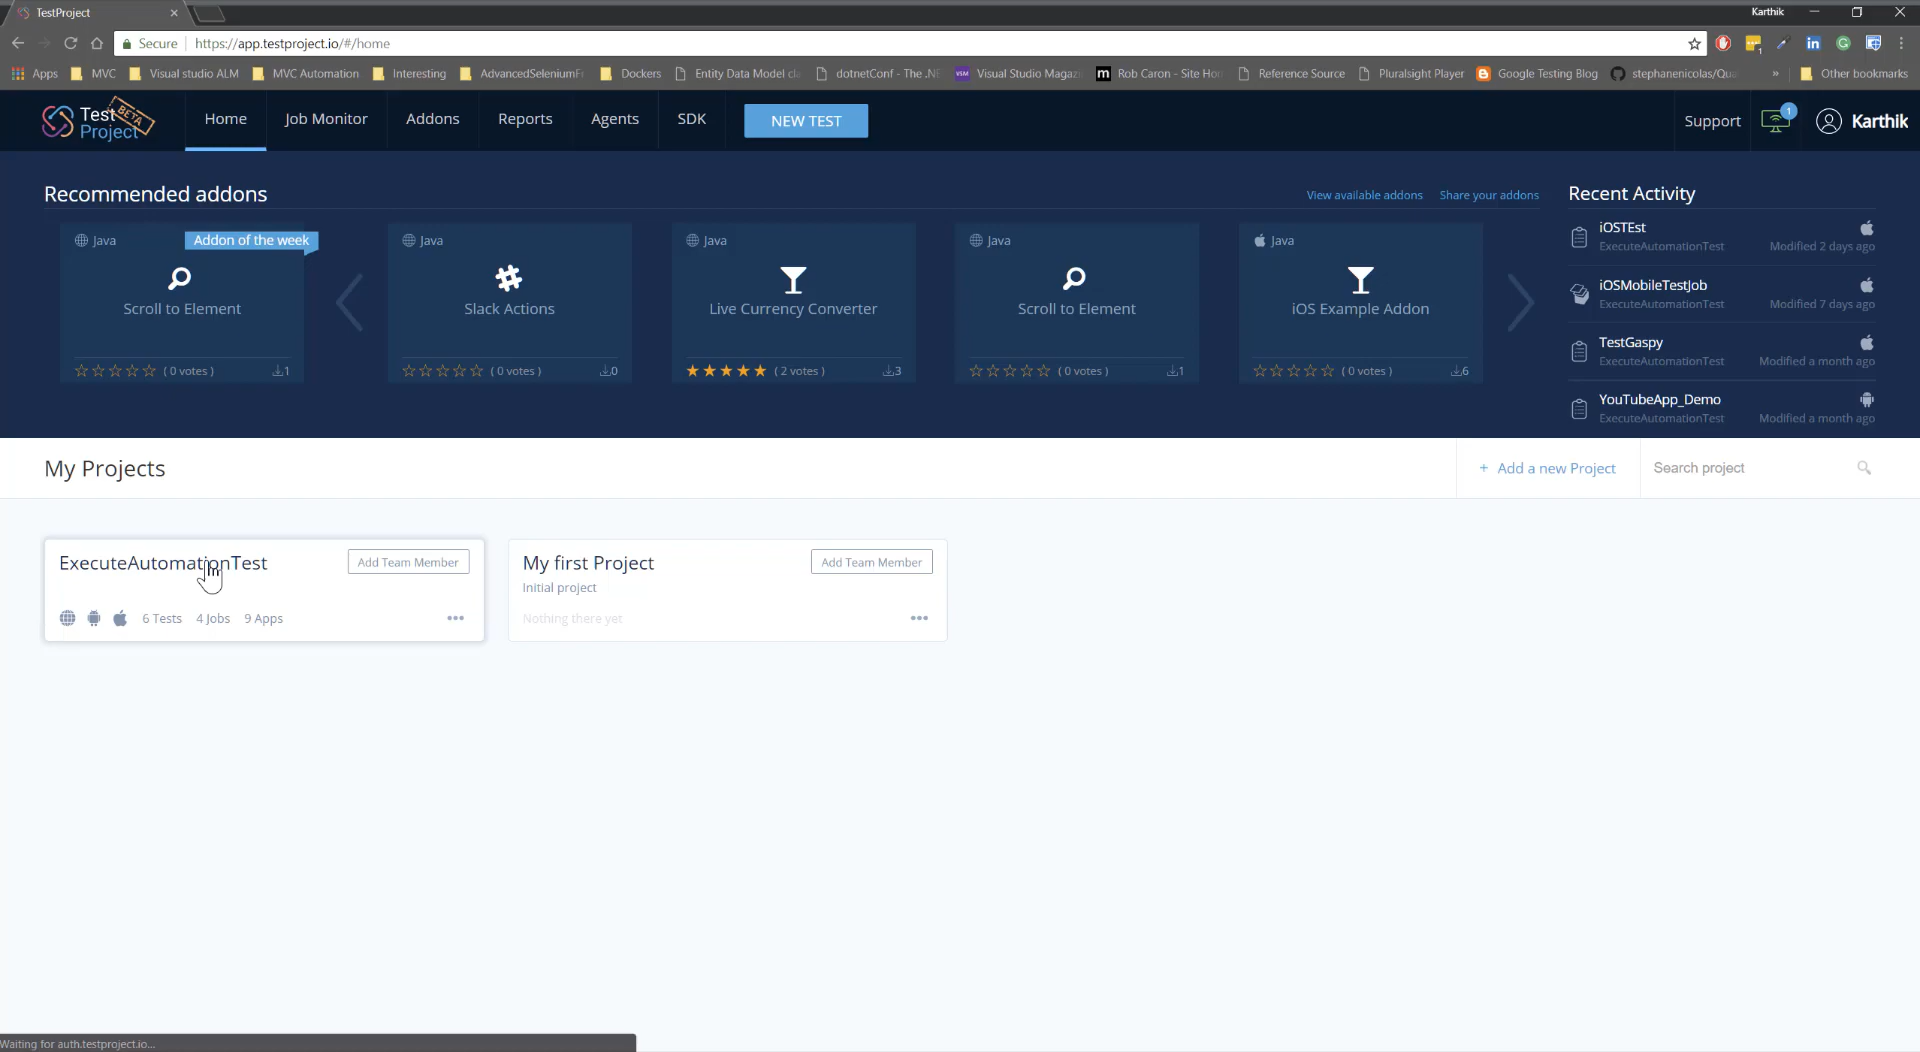 TestProject
Karthik
Secure
https://app.testproject.io/#/home
Apps
MVC
Visual studio ALM
MVC Automation
Interesting
AdvancedSeleniumFr
Dockers
Entity Data Model cla
dotnetConf - The .NE
Visual Studio Magazi
Rob Caron - Site Hom
Reference Source
Pluralsight Player
Google Testing Blog
stephanenicolas/Qua
»
Other bookmarks
Test
Project
BETA
Home
Job Monitor
Addons
Reports
Agents
SDK
NEW TEST
Support
1
Karthik
Recommended addons
View available addons
Share your addons
Java
Addon of the week
Scroll to Element
( 0 votes )
1
Java
Slack Actions
( 0 votes )
0
Java
Live Currency Converter
( 2 votes )
3
Java
Scroll to Element
( 0 votes )
1
Java
iOS Example Addon
( 0 votes )
6
Recent Activity
iOSTEst
ExecuteAutomationTest
Modified 2 days ago
iOSMobileTestJob
ExecuteAutomationTest
Modified 7 days ago
TestGaspy
ExecuteAutomationTest
Modified a month ago
YouTubeApp_Demo
ExecuteAutomationTest
Modified a month ago
My Projects
+ Add a new Project
Search project
ExecuteAutomationTest
Add Team Member
6 Tests
4 Jobs
9 Apps
My first Project
Add Team Member
Initial project
Nothing there yet
Waiting for auth.testproject.io...